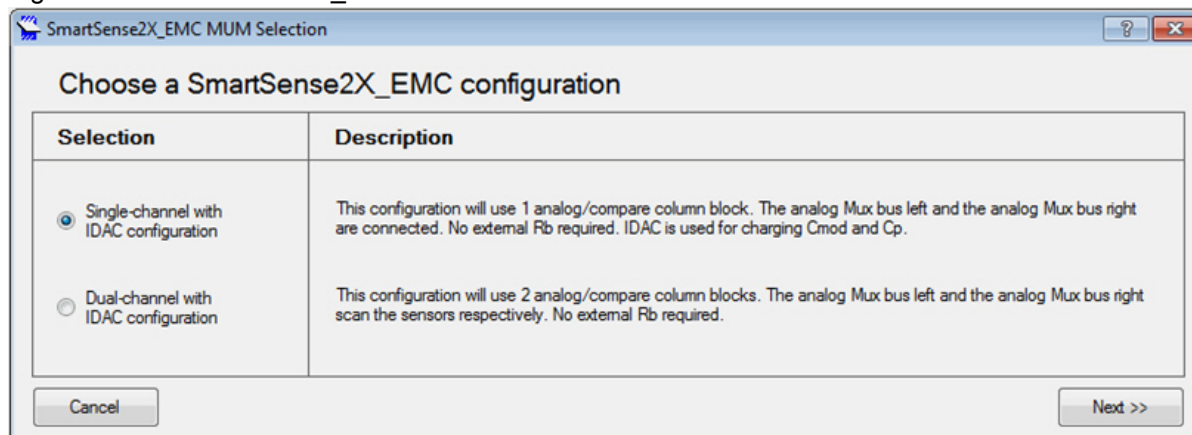 SmartSense2X_EMC MUM Selection
Choose a SmartSense2X_EMC configuration
Selection
Description
Single-channel with
IDAC configuration
This configuration will use 1 analog/compare column block. The analog Mux bus left and the analog Mux bus right
are connected. No external Rb required. IDAC is used for charging Cmod and Cp.
Dual-channel with
IDAC configuration
This configuration will use 2 analog/compare column blocks. The analog Mux bus left and the analog Mux bus right
scan the sensors respectively. No external Rb required.
Cancel
Next >>